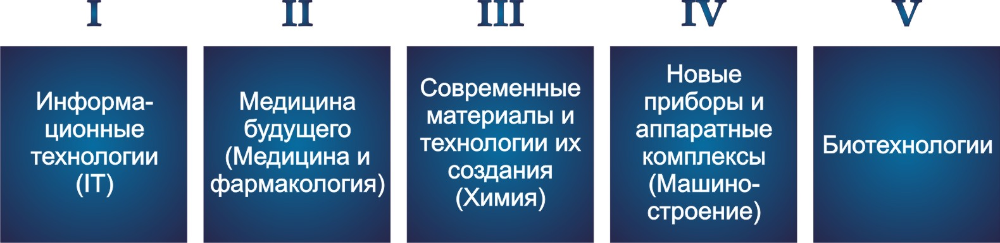 I
II
III
IV
V
Информа-
ционные
технологии
(IT)
Медицина
будущего
(Медицина и
фармакология)
Современные
материалы и
технологии их
создания
(Химия)
Новые
приборы и
аппаратные
комплексы
(Машино-
строение)
Биотехнологии